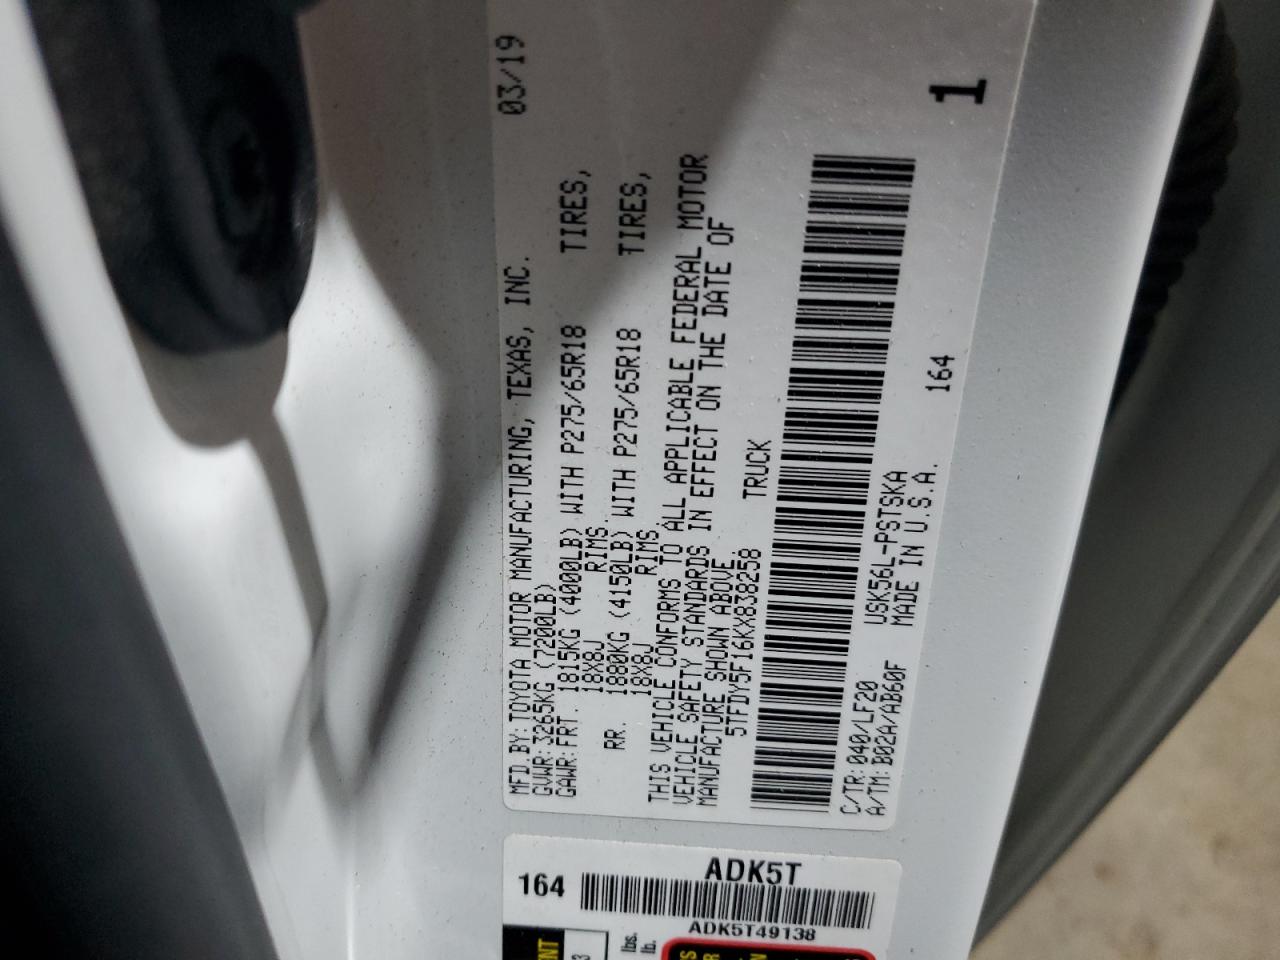 MFD.BY:TOYOTA MOTOR MANUFACTURING, TEXAS, INC. 03/19
GVWR:3265KG (7200LB)
GAWR:FRT. 1815KG (4000LB) WITH P275/65R18 TIRES,
18X8J RIMS.
RR. 1880KG (4150LB) WITH P275/65R18 TIRES,
18X8J RIMS
THIS VEHICLE CONFORMS TO ALL APPLICABLE FEDERAL MOTOR
VEHICLE SAFETY STANDARDS IN EFFECT ON THE DATE OF
MANUFACTURE SHOWN ABOVE.
5TFDY5F16KX838258 TRUCK
C/TR:040/LF20 USK56L-PSTSKA 164
A/TM:B02A/AB60F MADE IN U.S.A.
1
164
ADK5T
ADK5T49138
lbs.
lb.